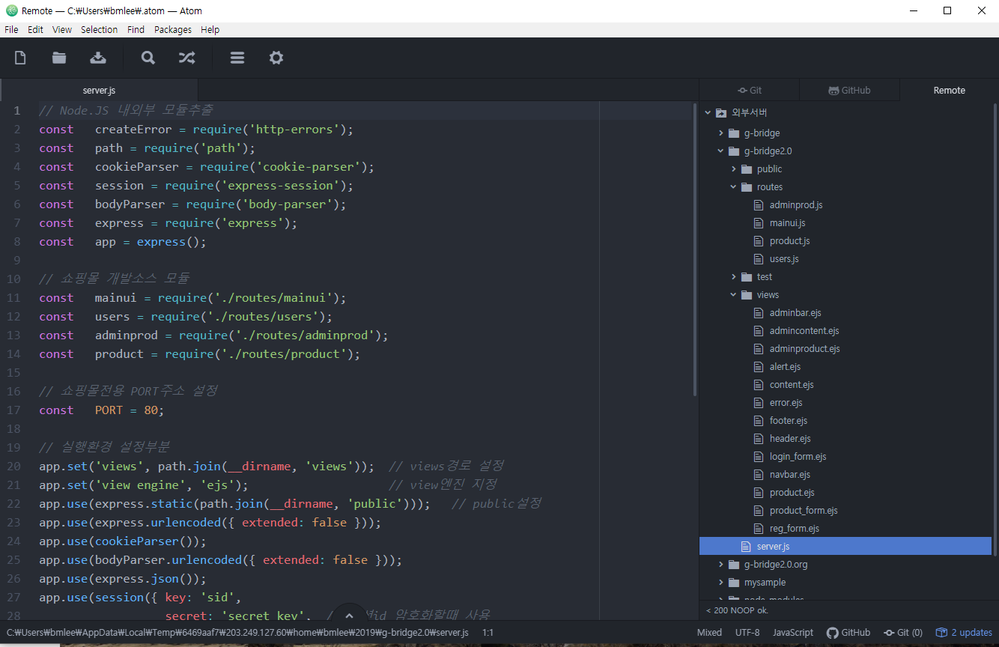 Remote — C:₩Users₩bmlee₩.atom — Atom
File Edit View Selection Find Packages Help
server.js
Git GitHub Remote
1 // Node.JS 내외부 모듈추출
2 const createError = require('http-errors');
3 const path = require('path');
4 const cookieParser = require('cookie-parser');
5 const session = require('express-session');
6 const bodyParser = require('body-parser');
7 const express = require('express');
8 const app = express();
9
10 // 쇼핑몰 개발소스 모듈
11 const mainui = require('./routes/mainui');
12 const users = require('./routes/users');
13 const adminprod = require('./routes/adminprod');
14 const product = require('./routes/product');
15
16 // 쇼핑몰전용 PORT주소 설정
17 const PORT = 80;
18
19 // 실행환경 설정부분
20 app.set('views', path.join(__dirname, 'views')); // views경로 설정
21 app.set('view engine', 'ejs'); // view엔진 지정
22 app.use(express.static(path.join(__dirname, 'public'))); // public설정
23 app.use(express.urlencoded({ extended: false }));
24 app.use(cookieParser());
25 app.use(bodyParser.urlencoded({ extended: false }));
26 app.use(express.json());
27 app.use(session({ key: 'sid',
28 secret: 'secret key', / 암호화할때 사용
외부서버
g-bridge
g-bridge2.0
public
routes
adminprod.js
mainui.js
product.js
users.js
test
views
adminbar.ejs
admincontent.ejs
adminproduct.ejs
alert.ejs
content.ejs
error.ejs
footer.ejs
header.ejs
login_form.ejs
navbar.ejs
product.ejs
product_form.ejs
reg_form.ejs
server.js
g-bridge2.0.org
mysample
node_modules
< 200 NOOP ok.
C:₩Users₩bmlee₩AppData₩Local₩Temp₩6469aaf7₩203.249.127.60₩home₩bmlee₩2019₩g-bridge2.0₩server.js 1:1 Mixed UTF-8 JavaScript GitHub Git (0) 2 updates